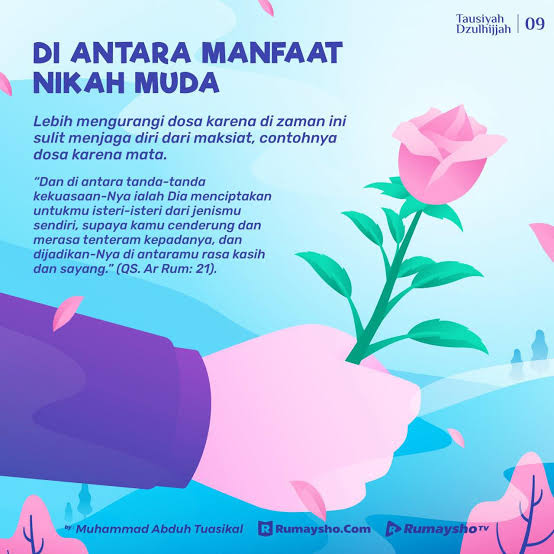 Tausiyah
Dzulhijjah | 09
DI ANTARA MANFAAT
NIKAH MUDA
Lebih mengurangi dosa karena di zaman ini
sulit menjaga diri dari maksiat, contohnya
dosa karena mata.
“Dan di antara tanda-tanda
kekuasaan-Nya ialah Dia menciptakan
untukmu isteri-isteri dari jenismu
sendiri, supaya kamu cenderung dan
merasa tenteram kepadanya, dan
dijadikan-Nya di antaramu rasa kasih
dan sayang.” (QS. Ar Rum: 21).
by Muhammad Abduh Tuasikal Rumaysho.Com Rumaysho TV